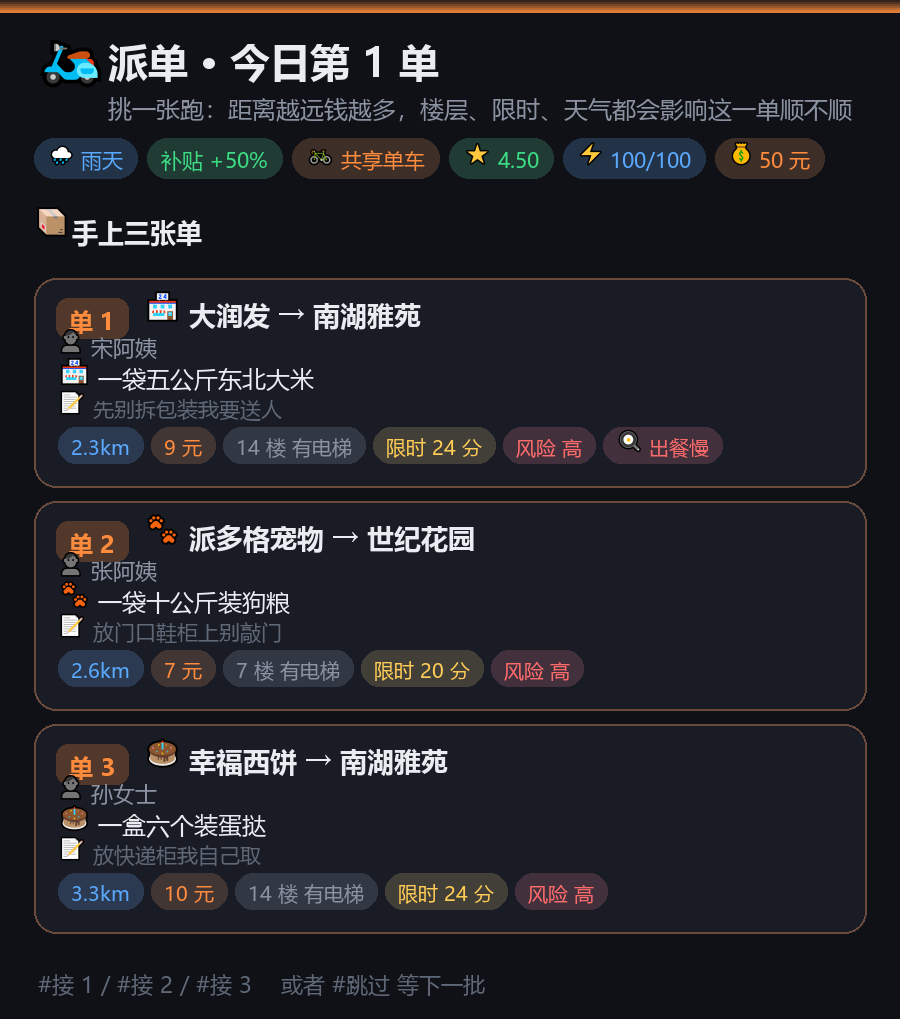 派单 • 今日第 1 单
挑一张跑：距离越远钱越多，楼层、限时、天气都会影响这一单顺不顺
雨天 补贴 +50% 共享单车 4.50 100/100 50 元
手上三张单
单 1 大润发 → 南湖雅苑
宋阿姨
一袋五公斤东北大米
先别拆包装我要送人
2.3km 9 元 14 楼 有电梯 限时 24 分 风险 高 出餐慢
单 2 派多格宠物 → 世纪花园
张阿姨
一袋十公斤装狗粮
放门口鞋柜上别敲门
2.6km 7 元 7 楼 有电梯 限时 20 分 风险 高
单 3 幸福西饼 → 南湖雅苑
孙女士
一盒六个装蛋挞
放快递柜我自己取
3.3km 10 元 14 楼 有电梯 限时 24 分 风险 高
#接 1 / #接 2 / #接 3 或者 #跳过 等下一批